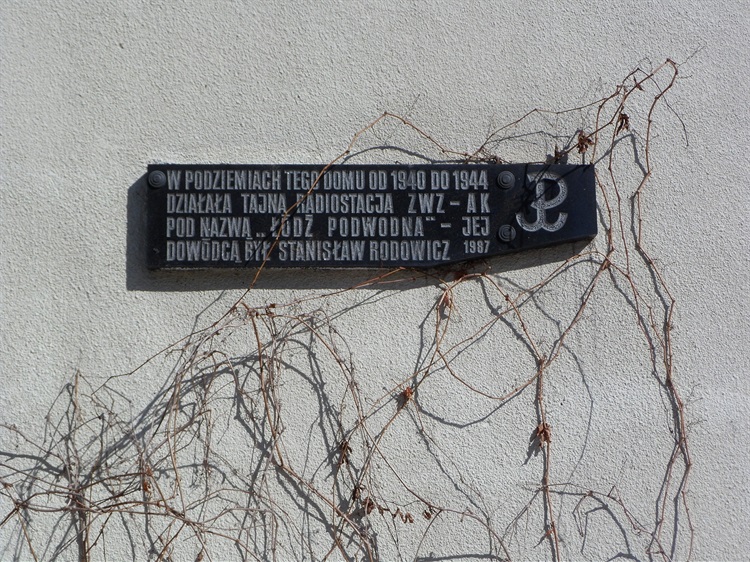 W PODZIEMIACH TEGO DOMU OD 1940 DO 1944
DZIAŁAŁA TAJNA RADIOSTACJA ZWZ – AK
POD NAZWĄ „ŁÓDŹ PODWODNA" – JEJ
DOWÓDCĄ BYŁ STANISŁAW RODOWICZ 1987